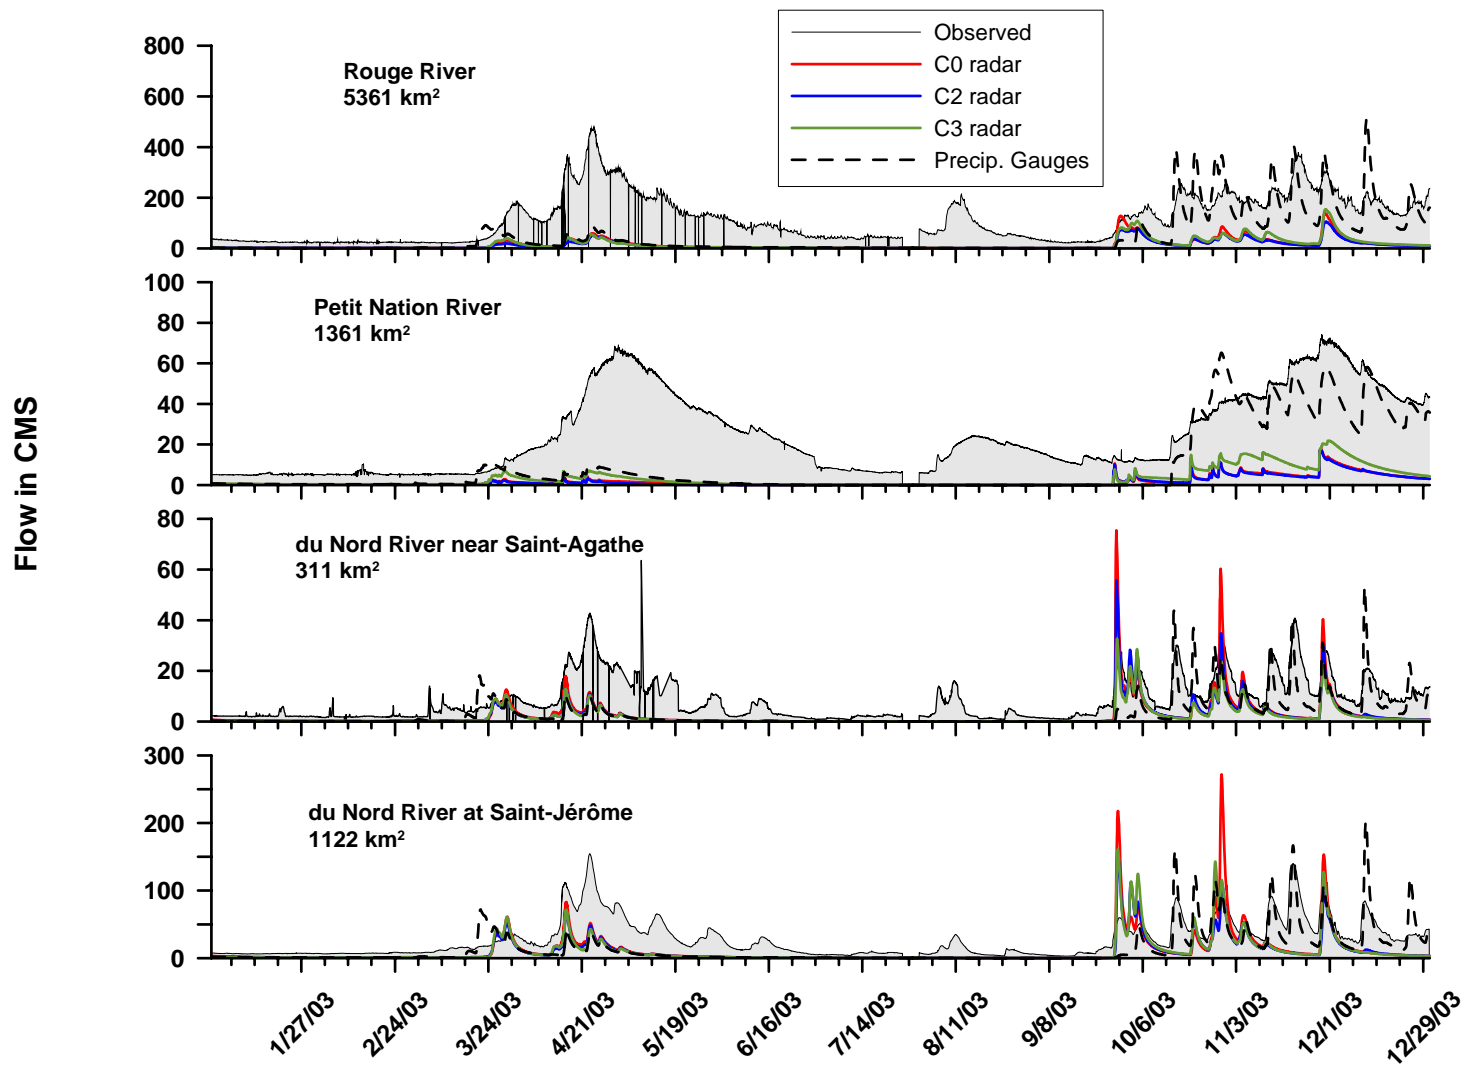 Observed
C0 radar
C2 radar
C3 radar
Precip. Gauges
Flow in CMS
800
600
400
200
0
Rouge River
5361 km²
100
80
60
40
20
0
Petit Nation River
1361 km²
80
60
40
20
0
du Nord River near Saint-Agathe
311 km²
300
200
100
0
du Nord River at Saint-Jérôme
1122 km²
1/27/03
2/24/03
3/24/03
4/21/03
5/19/03
6/16/03
7/14/03
8/11/03
9/8/03
10/6/03
11/3/03
12/1/03
12/29/03